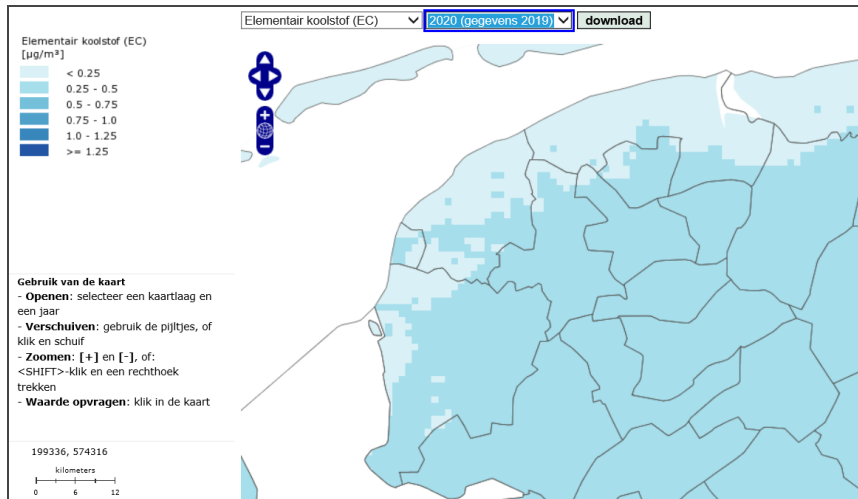 Elementair koolstof (EC)
2020 (gegevens 2019)
download
Elementair koolstof (EC)
[µg/m³]
< 0.25
0.25 - 0.5
0.5 - 0.75
0.75 - 1.0
1.0 - 1.25
>= 1.25
Gebruik van de kaart
- Openen: selecteer een kaartlaag en
een jaar
- Verschuiven: gebruik de pijltjes, of
klik en schuif
- Zoomen: [+] en [-], of:
<SHIFT>-klik en een rechthoek
trekken
- Waarde opvragen: klik in de kaart
199336, 574316
kilometers
0 6 12